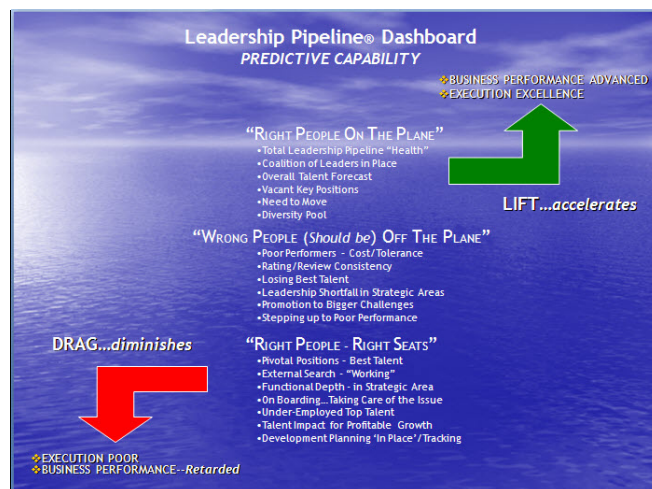 Leadership Pipeline® Dashboard
PREDICTIVE CAPABILITY
❖BUSINESS PERFORMANCE ADVANCED
❖EXECUTION EXCELLENCE
“RIGHT PEOPLE ON THE PLANE”
•Total Leadership Pipeline “Health”
•Coalition of Leaders in Place
•Overall Talent Forecast
•Vacant Key Positions
•Need to Move
•Diversity Pool
LIFT…accelerates
“WRONG PEOPLE (Should be) OFF THE PLANE”
•Poor Performers – Cost/Tolerance
•Rating/Review Consistency
•Losing Best Talent
•Leadership Shortfall in Strategic Areas
•Promotion to Bigger Challenges
•Stepping up to Poor Performance
DRAG…diminishes
“RIGHT PEOPLE - RIGHT SEATS”
•Pivotal Positions – Best Talent
•External Search – “Working”
•Functional Depth – in Strategic Area
•On Boarding…Taking Care of the Issue
•Under-Employed Top Talent
•Talent Impact for Profitable Growth
•Development Planning ‘In Place’/Tracking
❖EXECUTION POOR
❖BUSINESS PERFORMANCE--Retarded